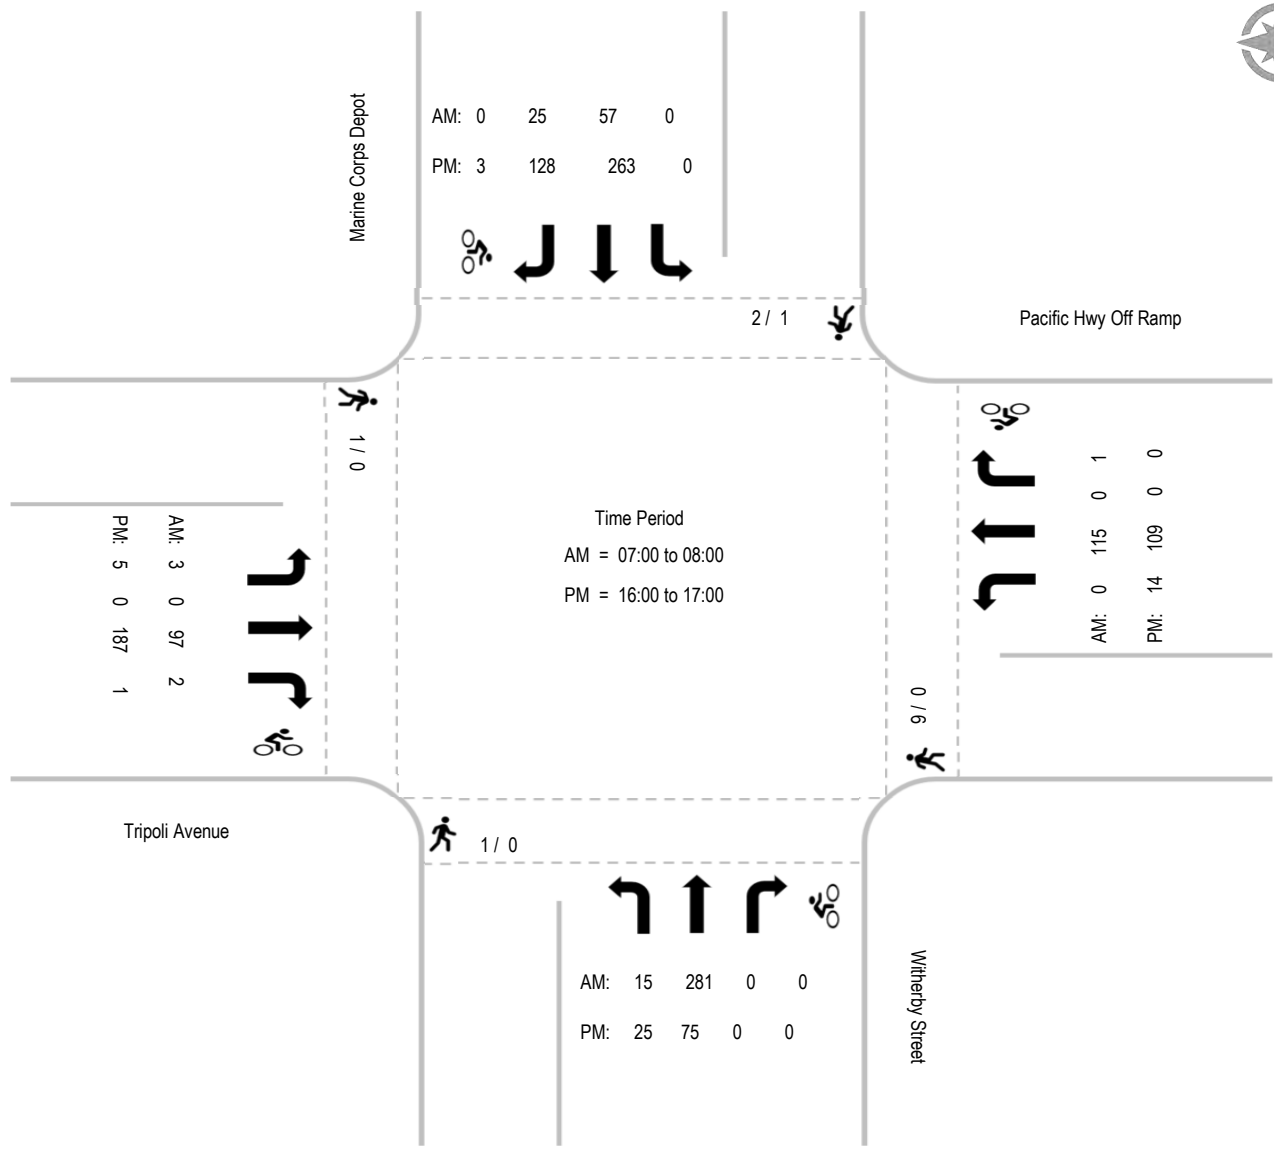 Marine Corps Depot
AM: 0 25 57 0
PM: 3 128 263 0
2 / 1
Pacific Hwy Off Ramp
1 / 0
Time Period
AM = 07:00 to 08:00
PM = 16:00 to 17:00
AM: 0 115 0 1
PM: 14 109 0 0
AM: 3 0 97 2
PM: 5 0 187 1
0 / 6
Tripoli Avenue
1 / 0
AM: 15 281 0 0
PM: 25 75 0 0
Witherby Street